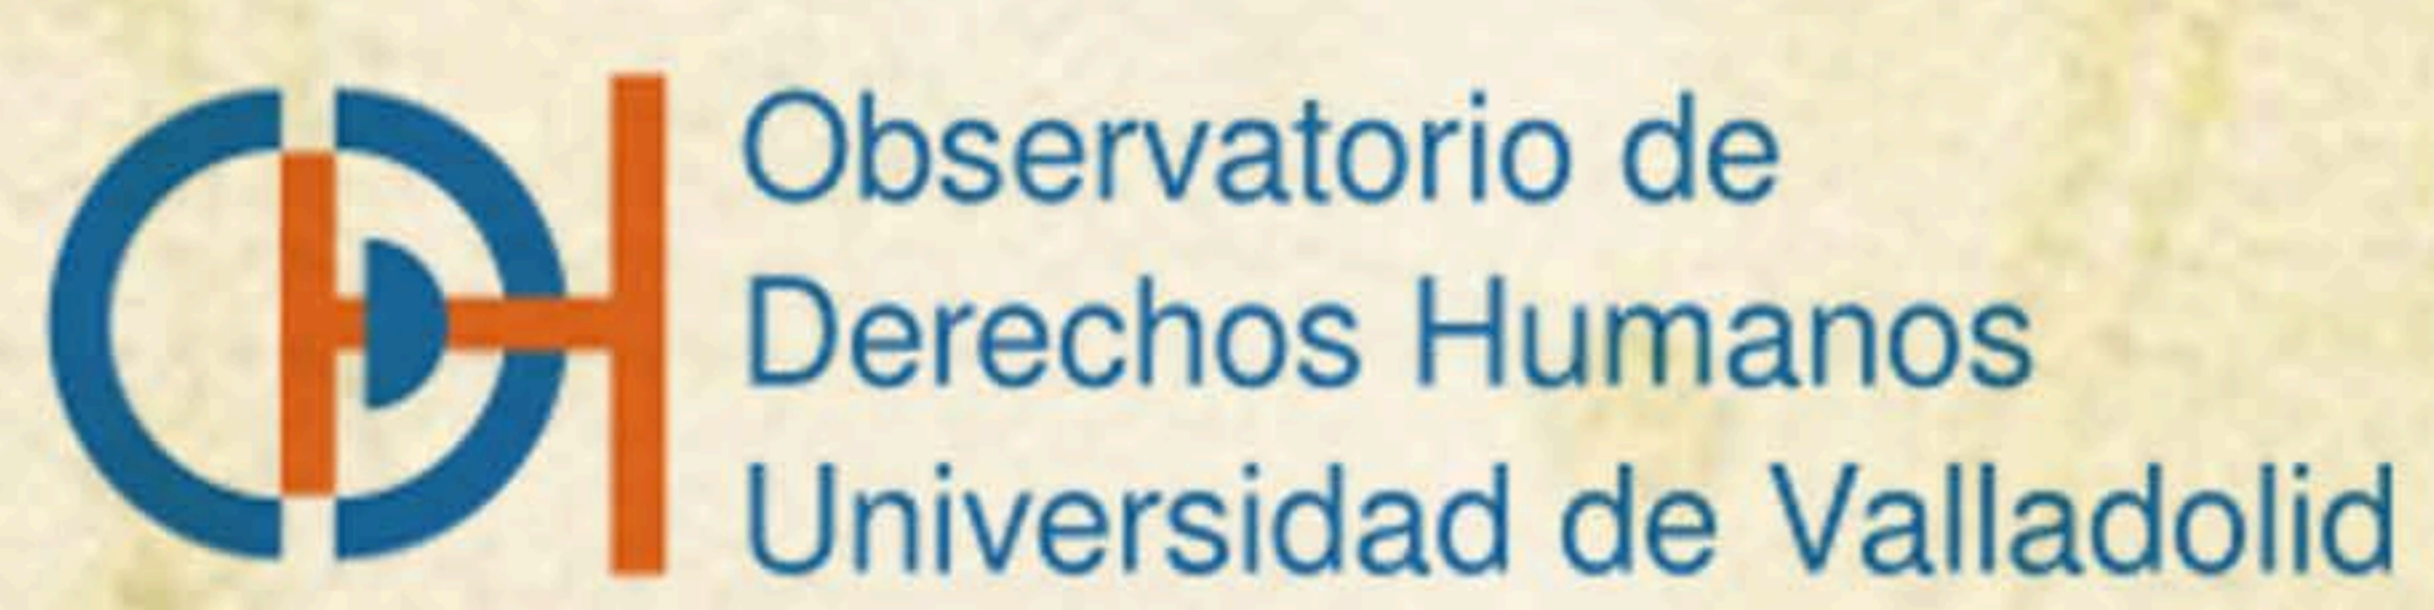 Observatorio de
Derechos Humanos
Universidad de Valladolid